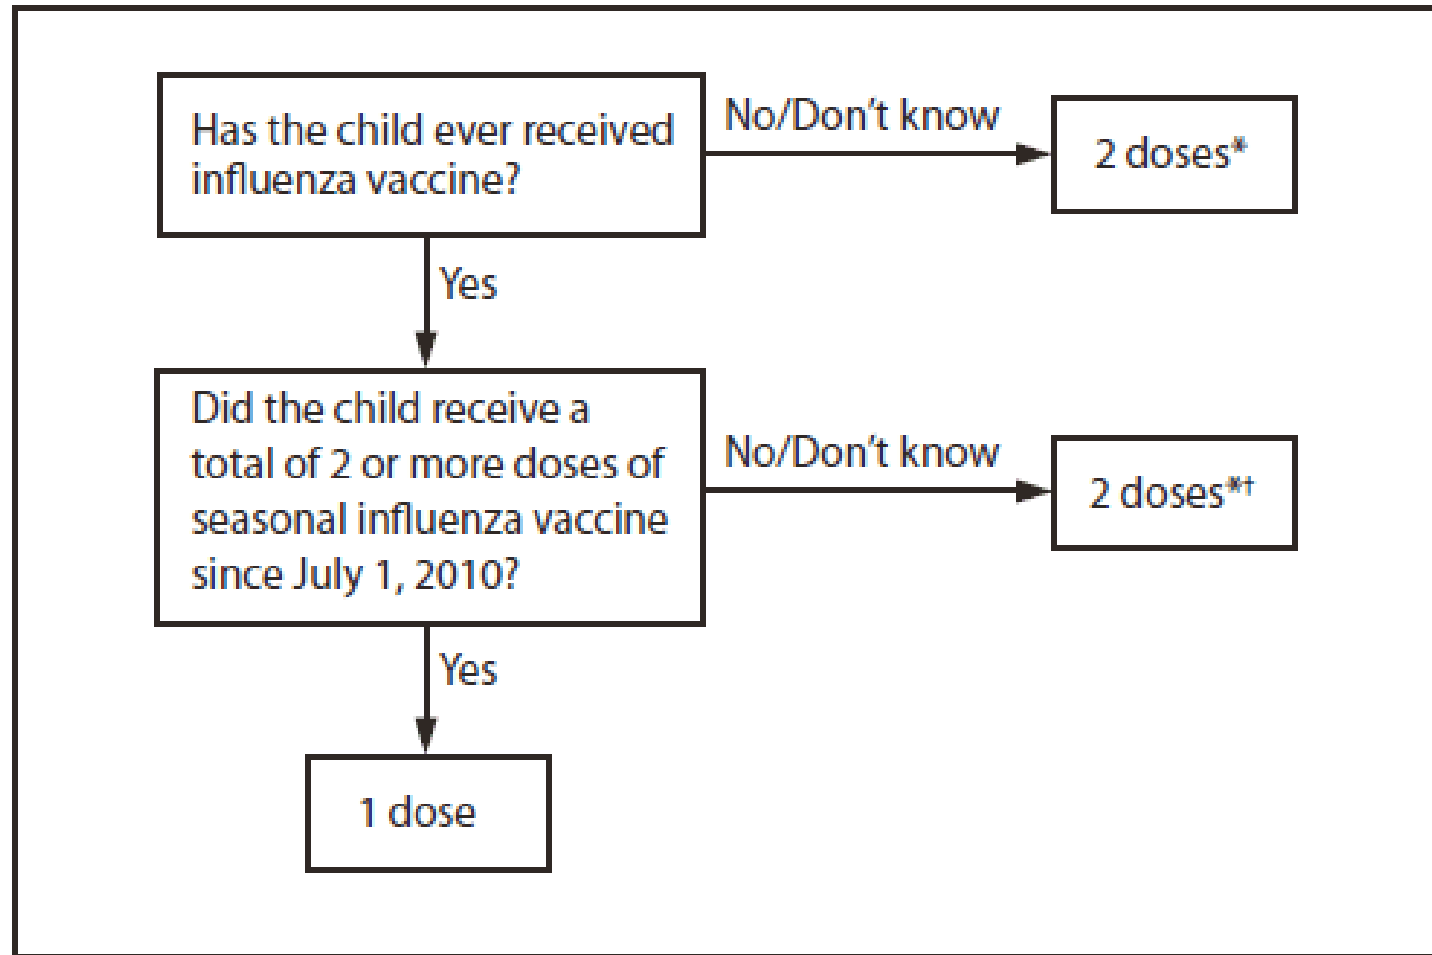 Has the child ever received
influenza vaccine?
No/Don't know
2 doses*
Yes
Did the child receive a
total of 2 or more doses of
seasonal influenza vaccine
since July 1, 2010?
No/Don't know
2 doses*†
Yes
1 dose